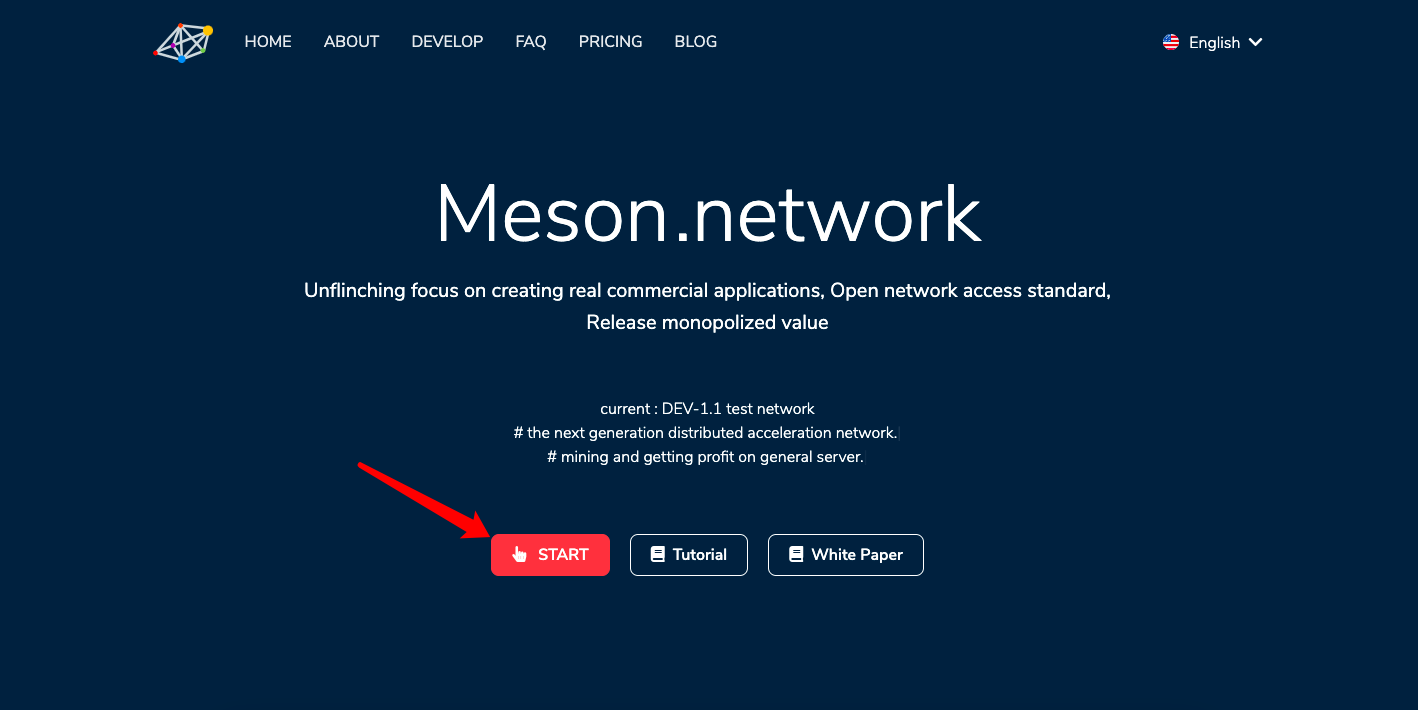 HOME ABOUT DEVELOP FAQ PRICING BLOG English
Meson.network
Unflinching focus on creating real commercial applications, Open network access standard,
Release monopolized value
current : DEV-1.1 test network
# the next generation distributed acceleration network.
# mining and getting profit on general server.
START Tutorial White Paper